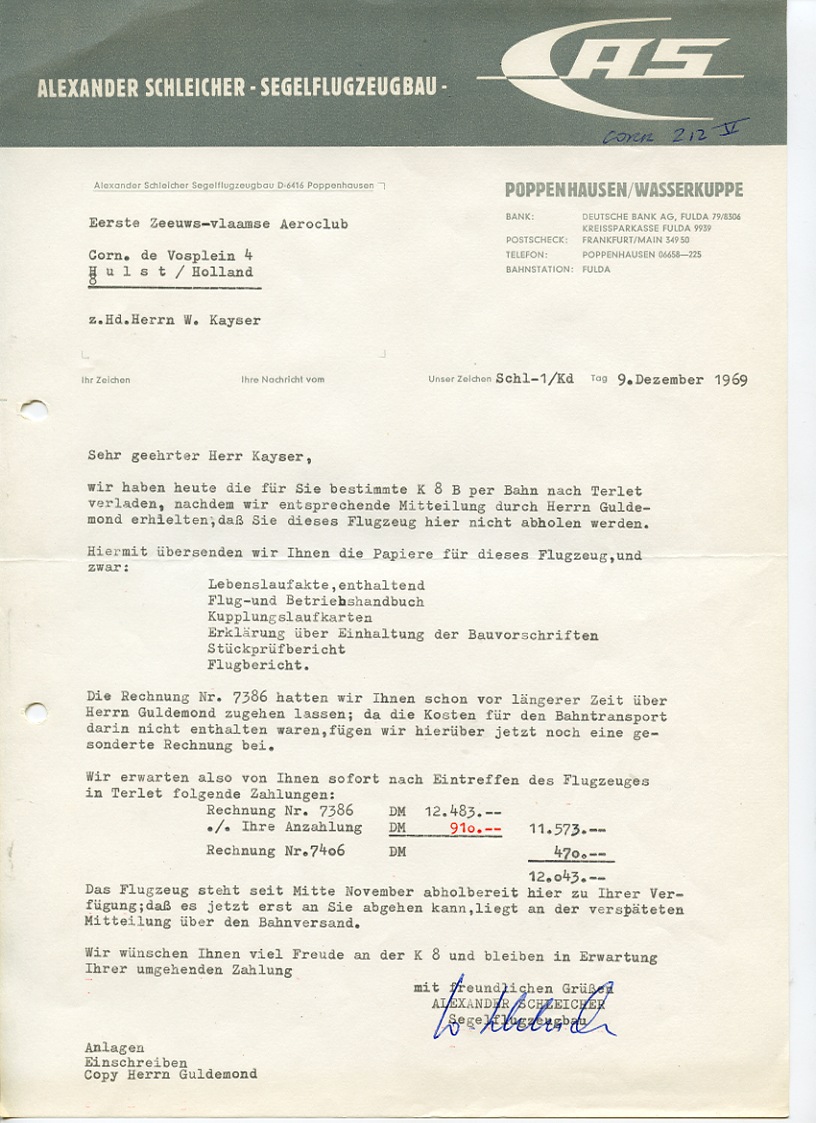 ALEXANDER SCHLEICHER - SEGELFLUGZEUGBAU -
AS
CORR 212 V
Alexander Schleicher Segelflugzeugbau D-6416 Poppenhausen
POPPENHAUSEN/WASSERKUPPE
BANK: DEUTSCHE BANK AG, FULDA 79/8306
KREISSPARKASSE FULDA 9939
POSTSCHECK: FRANKFURT/MAIN 349 50
TELEFON: POPPENHAUSEN 06658—225
BAHNSTATION: FULDA
Eerste Zeeuws-vlaamse Aeroclub
Corn. de Vosplein 4
H u l s t / Holland
z.Hd.Herrn W. Kayser
Ihr Zeichen Ihre Nachricht vom Unser Zeichen Schl-1/Kd Tag 9.Dezember 1969
Sehr geehrter Herr Kayser,
wir haben heute die für Sie bestimmte K 8 B per Bahn nach Terlet
verladen, nachdem wir entsprechende Mitteilung durch Herrn Gulde-
mond erhielten,daß Sie dieses Flugzeug hier nicht abholen werden.
Hiermit übersenden wir Ihnen die Papiere für dieses Flugzeug,und
zwar:
Lebenslaufakte,enthaltend
Flug-und Betriebshandbuch
Kupplungslaufkarten
Erklärung über Einhaltung der Bauvorschriften
Stückprüfbericht
Flugbericht.
Die Rechnung Nr. 7386 hatten wir Ihnen schon vor längerer Zeit über
Herrn Guldemond zugehen lassen; da die Kosten für den Bahntransport
darin nicht enthalten waren,fügen wir hierüber jetzt noch eine ge-
sonderte Rechnung bei.
Wir erwarten also von Ihnen sofort nach Eintreffen des Flugzeuges
in Terlet folgende Zahlungen:
Rechnung Nr. 7386 DM 12.483.--
./. Ihre Anzahlung DM 91o.-- 11.573.--
Rechnung Nr.74o6 DM 47o.--
12.o43.--
Das Flugzeug steht seit Mitte November abholbereit hier zu Ihrer Ver-
fügung;daß es jetzt erst an Sie abgehen kann,liegt an der verspäteten
Mitteilung über den Bahnversand.
Wir wünschen Ihnen viel Freude an der K 8 und bleiben in Erwartung
Ihrer umgehenden Zahlung
mit freundlichen Grüßen
ALEXANDER SCHLEICHER
Segelflugzeugbau
Anlagen
Einschreiben
Copy Herrn Guldemond